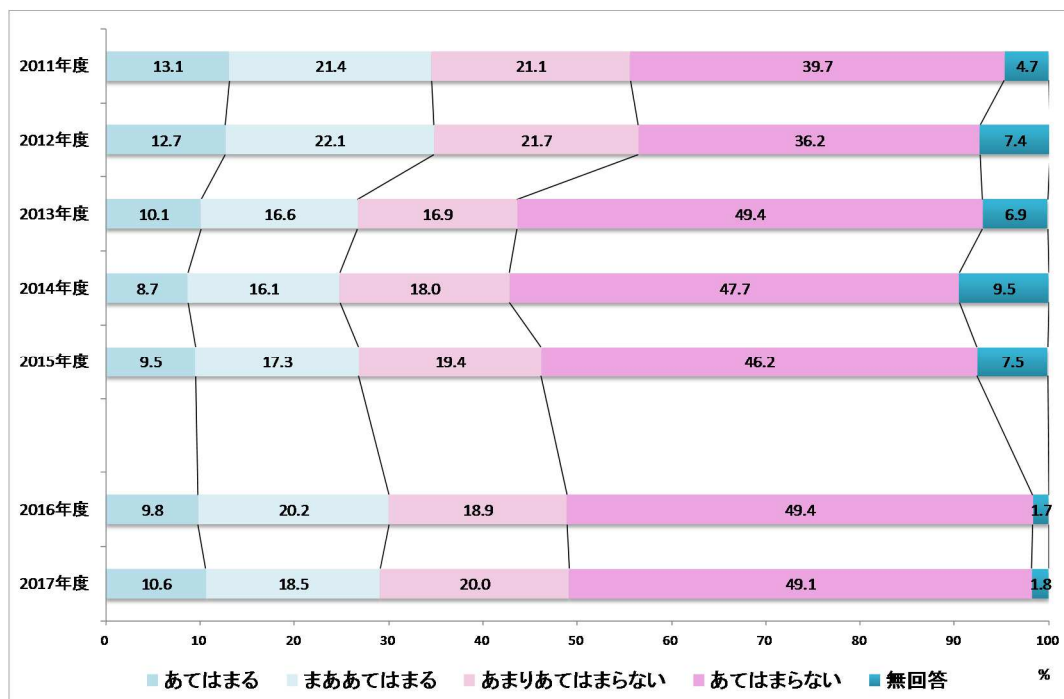 2011年度 13.1 21.4 21.1 39.7 4.7
2012年度 12.7 22.1 21.7 36.2 7.4
2013年度 10.1 16.6 16.9 49.4 6.9
2014年度 8.7 16.1 18.0 47.7 9.5
2015年度 9.5 17.3 19.4 46.2 7.5
2016年度 9.8 20.2 18.9 49.4 1.7
2017年度 10.6 18.5 20.0 49.1 1.8
0 10 20 30 40 50 60 70 80 90 100
あてはまる まああてはまる あまりあてはまらない あてはまらない 無回答 %